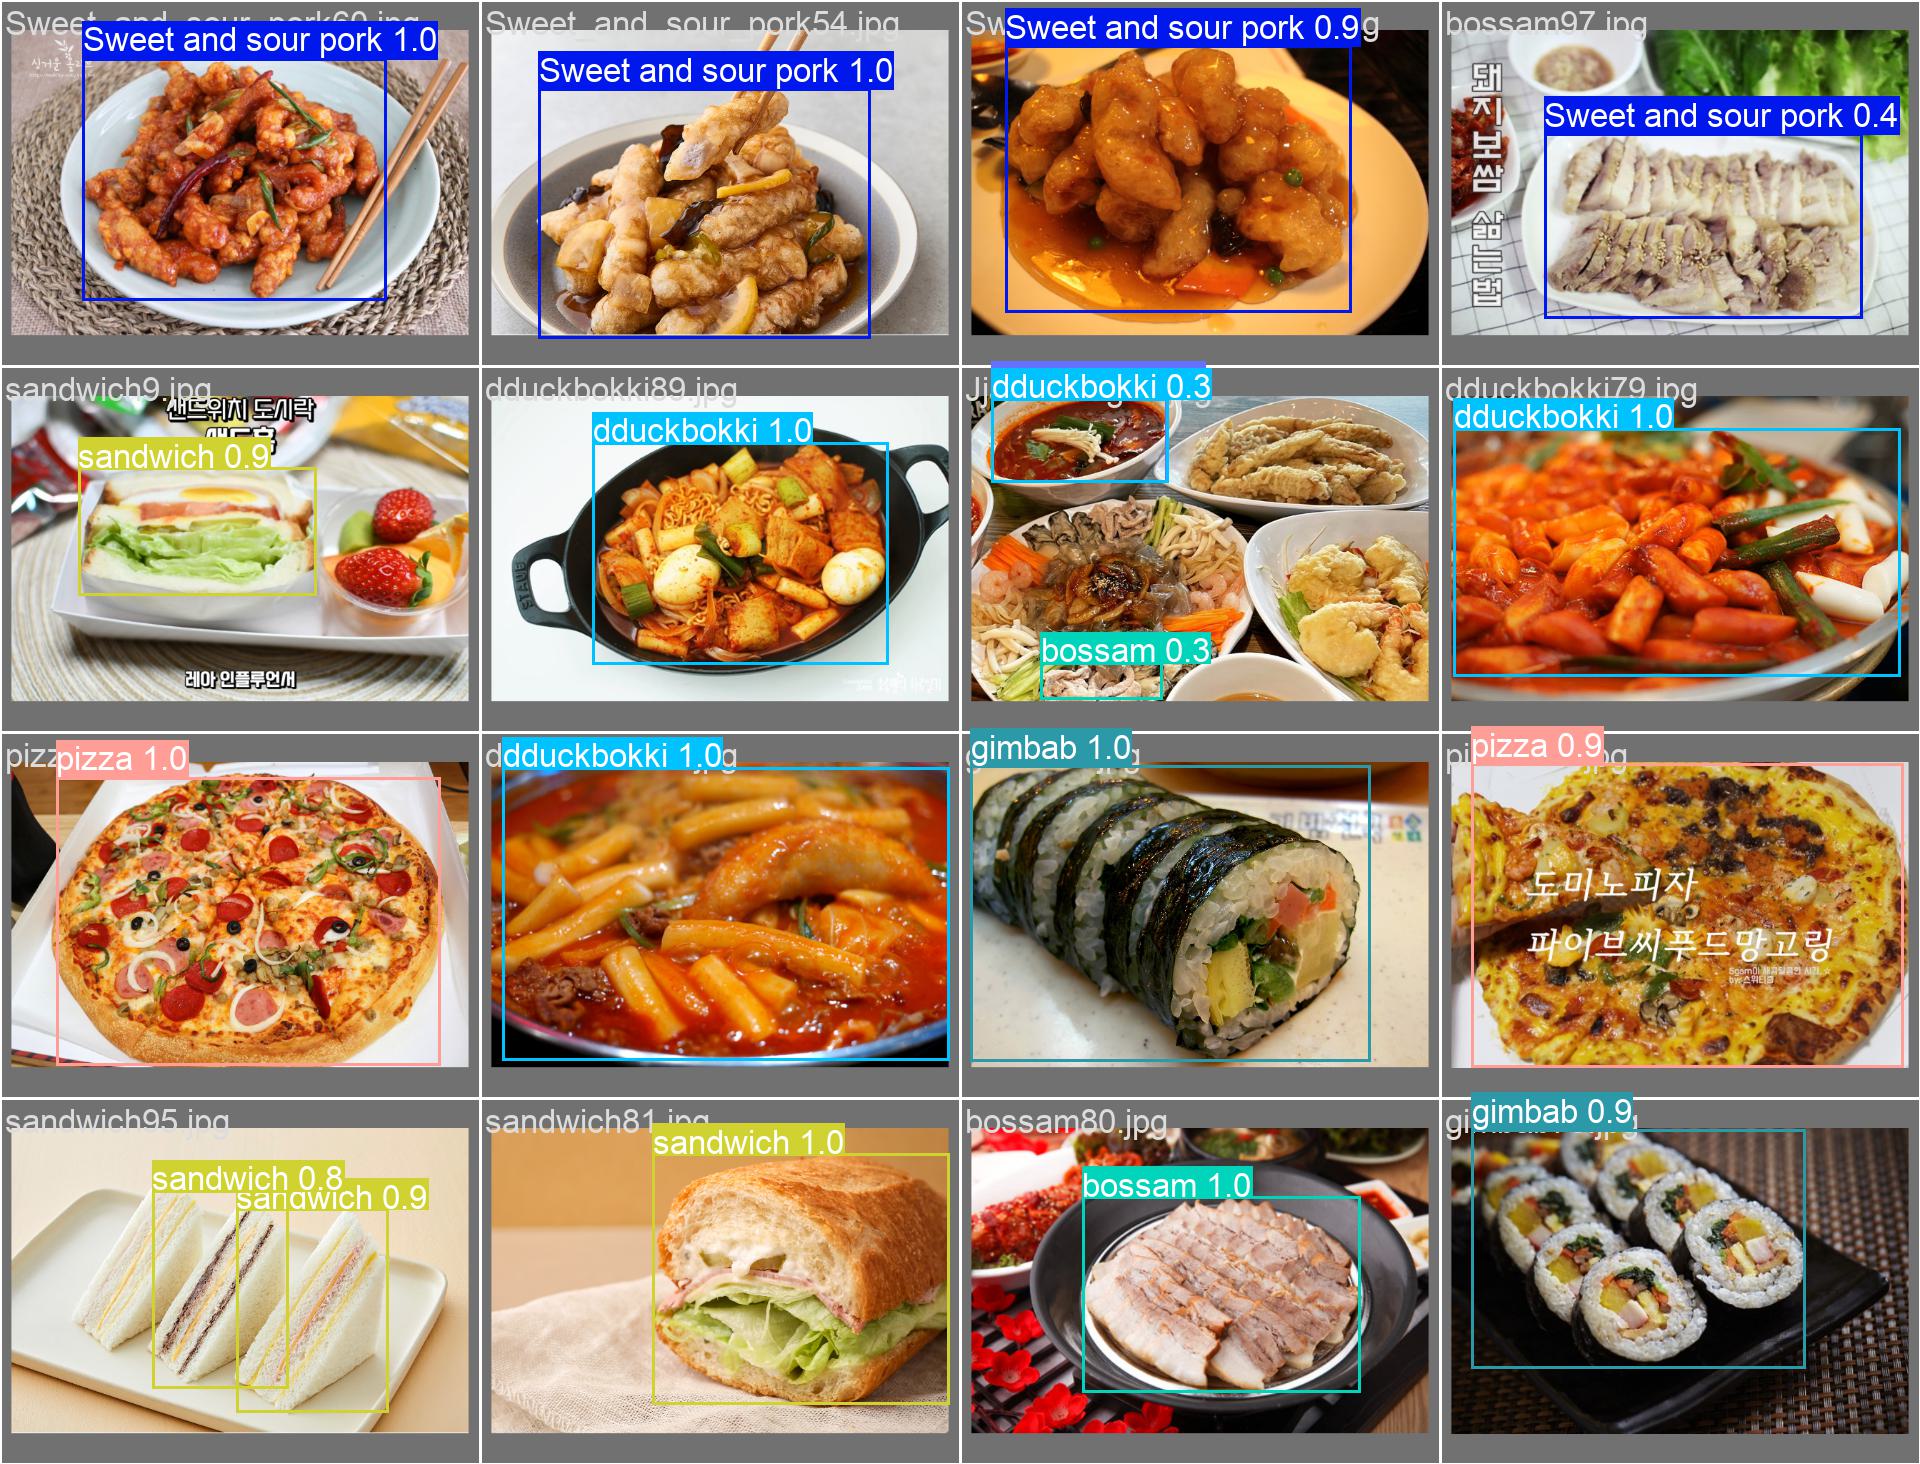 Sweet and sour pork 1.0
Sweet_and_sour_pork54.jpg
Sweet and sour pork 1.0
Sweet and sour pork 0.9
bossam97.jpg
돼지보쌈 삶는법
Sweet and sour pork 0.4
sandwich9.jpg
샌드위치 도시락
sandwich 0.9
레아 인플루언서
dduckbokki89.jpg
dduckbokki 1.0
STAUB
dduckbokki 0.3
bossam 0.3
dduckbokki79.jpg
dduckbokki 1.0
pizza 1.0
dduckbokki 1.0
gimbab 1.0
pizza 0.9
도미노피자
파이브씨푸드망고링
sandwich95.jpg
sandwich 0.8
sandwich 0.9
sandwich81.jpg
sandwich 1.0
bossam80.jpg
bossam 1.0
gimbab 0.9